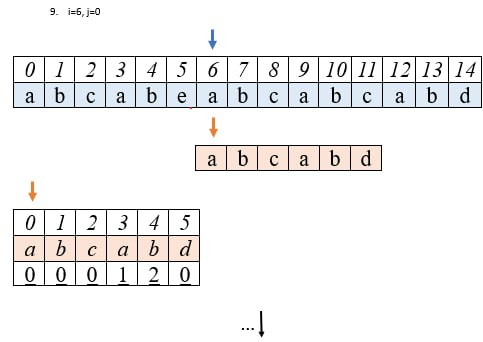 9. i=6, j=0
0 1 2 3 4 5 6 7 8 9 10 11 12 13 14
a b c a b e a b c a b c a b d
a b c a b d
0 1 2 3 4 5
a b c a b d
0 0 0 1 2 0
...